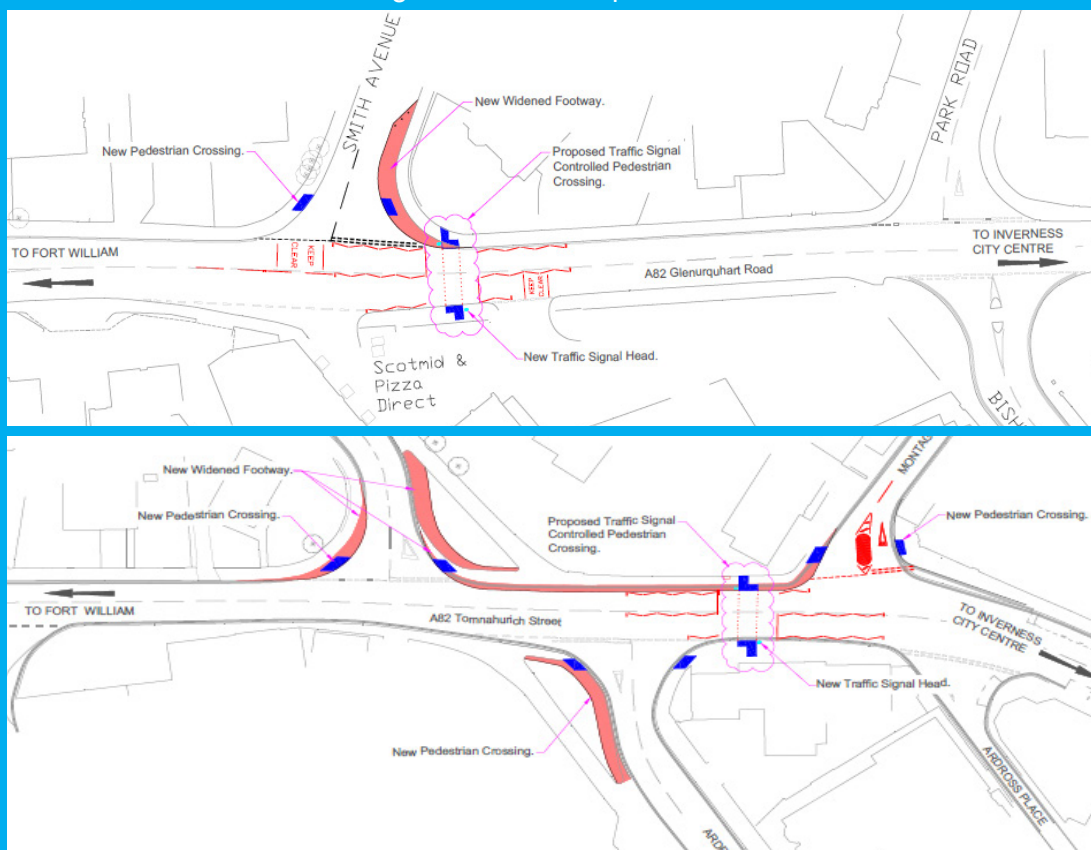 SMITH AVENUE
New Widened Footway.
PARK ROAD
New Pedestrian Crossing.
Proposed Traffic Signal
Controlled Pedestrian
Crossing.
TO FORT WILLIAM
KEEP
CLEAR
TO INVERNESS
CITY CENTRE
A82 Glenurquhart Road
KEEP
CLEAR
New Traffic Signal Head.
Scotmid &
Pizza
Direct
BISH
New Widened Footway.
MONTAG
New Pedestrian Crossing.
Proposed Traffic Signal
Controlled Pedestrian
Crossing.
New Pedestrian Crossing.
TO FORT WILLIAM
A82 Tomnahurich Street
TO INVERNESS
CITY CENTRE
New Traffic Signal Head.
New Pedestrian Crossing.
ARDROSS PLACE